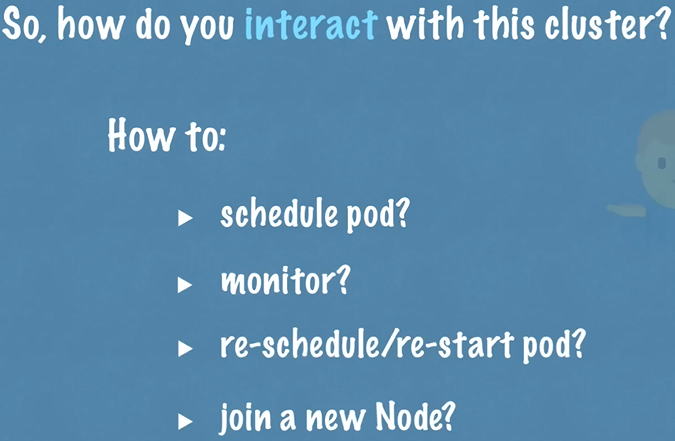 So, how do you interact with this cluster?
How to:
schedule pod?
monitor?
re-schedule/re-start pod?
join a new Node?